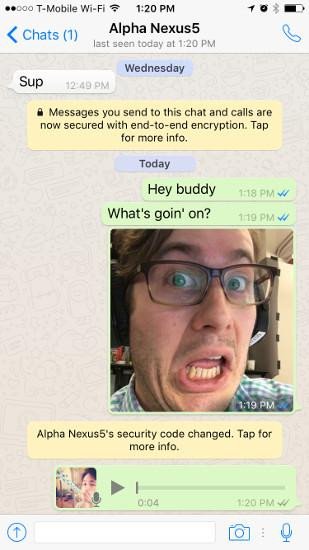 T-Mobile Wi-Fi 1:20 PM
Chats (1)
Alpha Nexus5
last seen today at 1:20 PM
Wednesday
Sup 12:49 PM
Messages you send to this chat and calls are
now secured with end-to-end encryption. Tap
for more info.
Today
Hey buddy 1:18 PM
What's goin' on? 1:19 PM
1:19 PM
Alpha Nexus5's security code changed. Tap for
more info.
0:04 1:20 PM